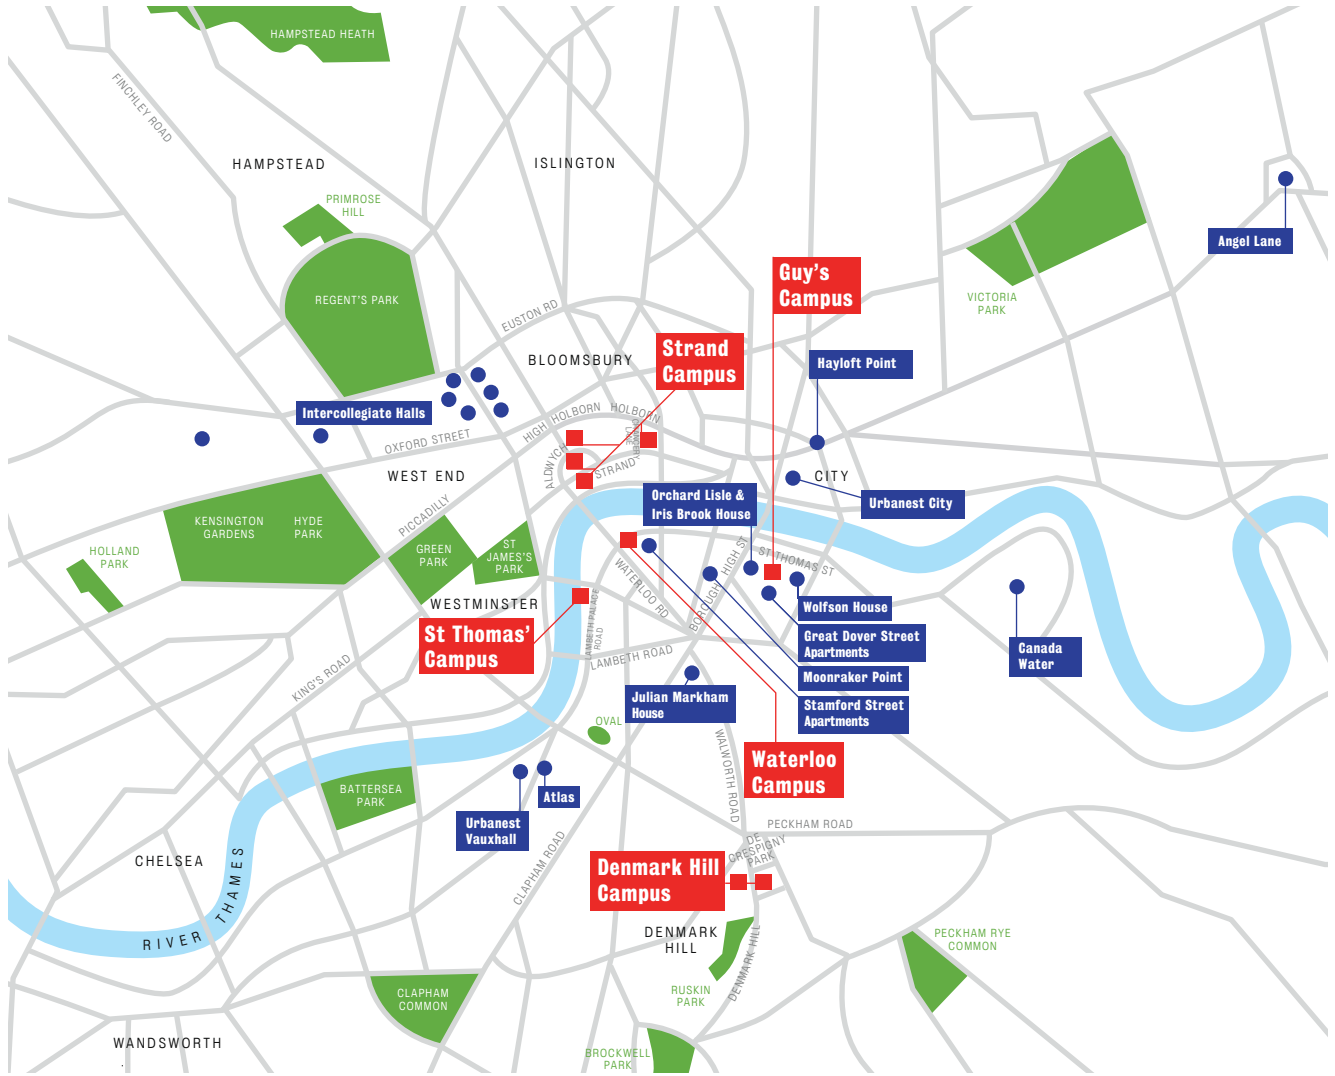 HAMPSTEAD HEATH
FINCHLEY ROAD
HAMPSTEAD
ISLINGTON
PRIMROSE
HILL
Angel Lane
Guy's
Campus
REGENT'S PARK
VICTORIA
PARK
EUSTON RD
BLOOMSBURY
Strand
Campus
Hayloft Point
Intercollegiate Halls
HIGH HOLBORN
HOLBORN
OXFORD STREET
ALDWYCH
STRAND
WEST END
CITY
Orchard Lisle &
Iris Brook House
Urbanest City
PICCADILLY
KENSINGTON
GARDENS
HYDE
PARK
GREEN
PARK
ST
JAMES'S
PARK
HOLLAND
PARK
WATERLOO RD
BOROUGH HIGH ST
ST THOMAS ST
WESTMINSTER
LAMBETH PALACE
ROAD
Wolfson House
St Thomas'
Campus
Great Dover Street
Apartments
Canada
Water
LAMBETH ROAD
KING'S ROAD
Moonraker Point
Julian Markham
House
Stamford Street
Apartments
OVAL
WALWORTH ROAD
Waterloo
Campus
BATTERSEA
PARK
Atlas
Urbanest
Vauxhall
PECKHAM ROAD
DE
CRESPIGNY
PARK
CHELSEA
CLAPHAM ROAD
Denmark Hill
Campus
RIVER THAMES
DENMARK
HILL
DENMARK HILL
PECKHAM RYE
COMMON
RUSKIN
PARK
CLAPHAM
COMMON
WANDSWORTH
BROCKWELL
PARK